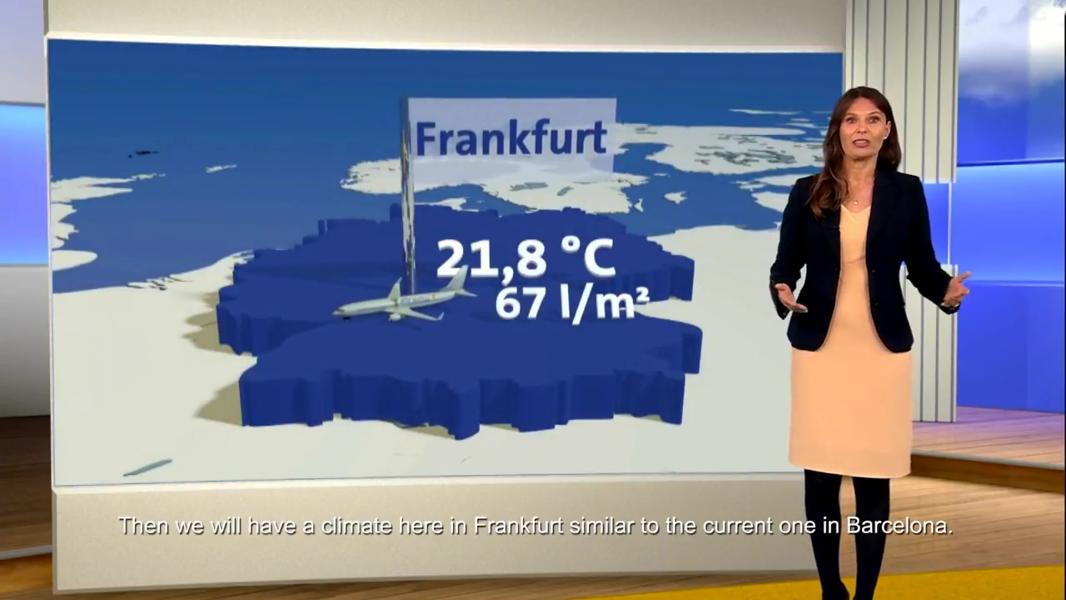 Frankfurt
21,8 °C
67 l/m²
Then we will have a climate here in Frankfurt similar to the current one in Barcelona.